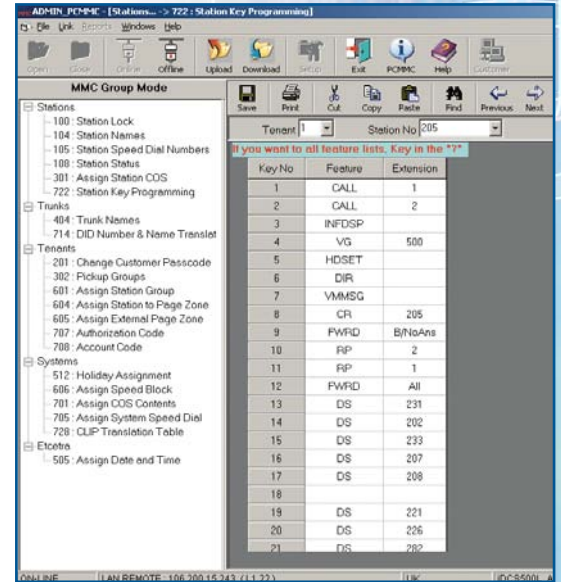 ADMIN_PCMMC - [Stations... -> 722 : Station Key Programming]
File Link Reports Windows Help
Open Close Online Offline Upload Download Setup Exit PCMMC Help Customer
MMC Group Mode
Save Print Cut Copy Paste Find Previous Next
Tenant 1 Station No 205
If you want to all feature lists, Key in the "?"
Stations
100 : Station Lock
104 : Station Names
105 : Station Speed Dial Numbers
108 : Station Status
301 : Assign Station COS
722 : Station Key Programming
Trunks
404 : Trunk Names
714 : DID Number & Name Translat
Tenants
201 : Change Customer Passcode
302 : Pickup Groups
601 : Assign Station Group
604 : Assign Station to Page Zone
605 : Assign External Page Zone
707 : Authorization Code
708 : Account Code
Systems
512 : Holiday Assignment
606 : Assign Speed Block
701 : Assign COS Contents
705 : Assign System Speed Dial
728 : CLIP Translation Table
Etcetra
505 : Assign Date and Time
Key No Feature Extension
1 CALL 1
2 CALL 2
3 INFDSP
4 VG 500
5 HDSET
6 DIR
7 VMMSG
8 CR 205
9 FWRD B/NoAns
10 RP 2
11 RP 1
12 FWRD All
13 DS 231
14 DS 202
15 DS 233
16 DS 207
17 DS 208
18
19 DS 221
20 DS 226
21 DS 282
ON-LINE LAN REMOTE : 106.200.15.243 (L1.22) UK iDCS500L